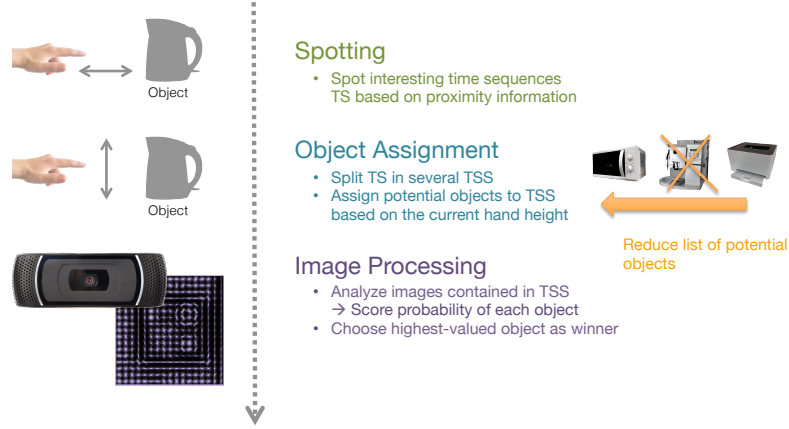 Object
Object
Spotting
• Spot interesting time sequences
TS based on proximity information
Object Assignment
• Split TS in several TSS
• Assign potential objects to TSS
based on the current hand height
Reduce list of potential
objects
Image Processing
• Analyze images contained in TSS
→ Score probability of each object
• Choose highest-valued object as winner